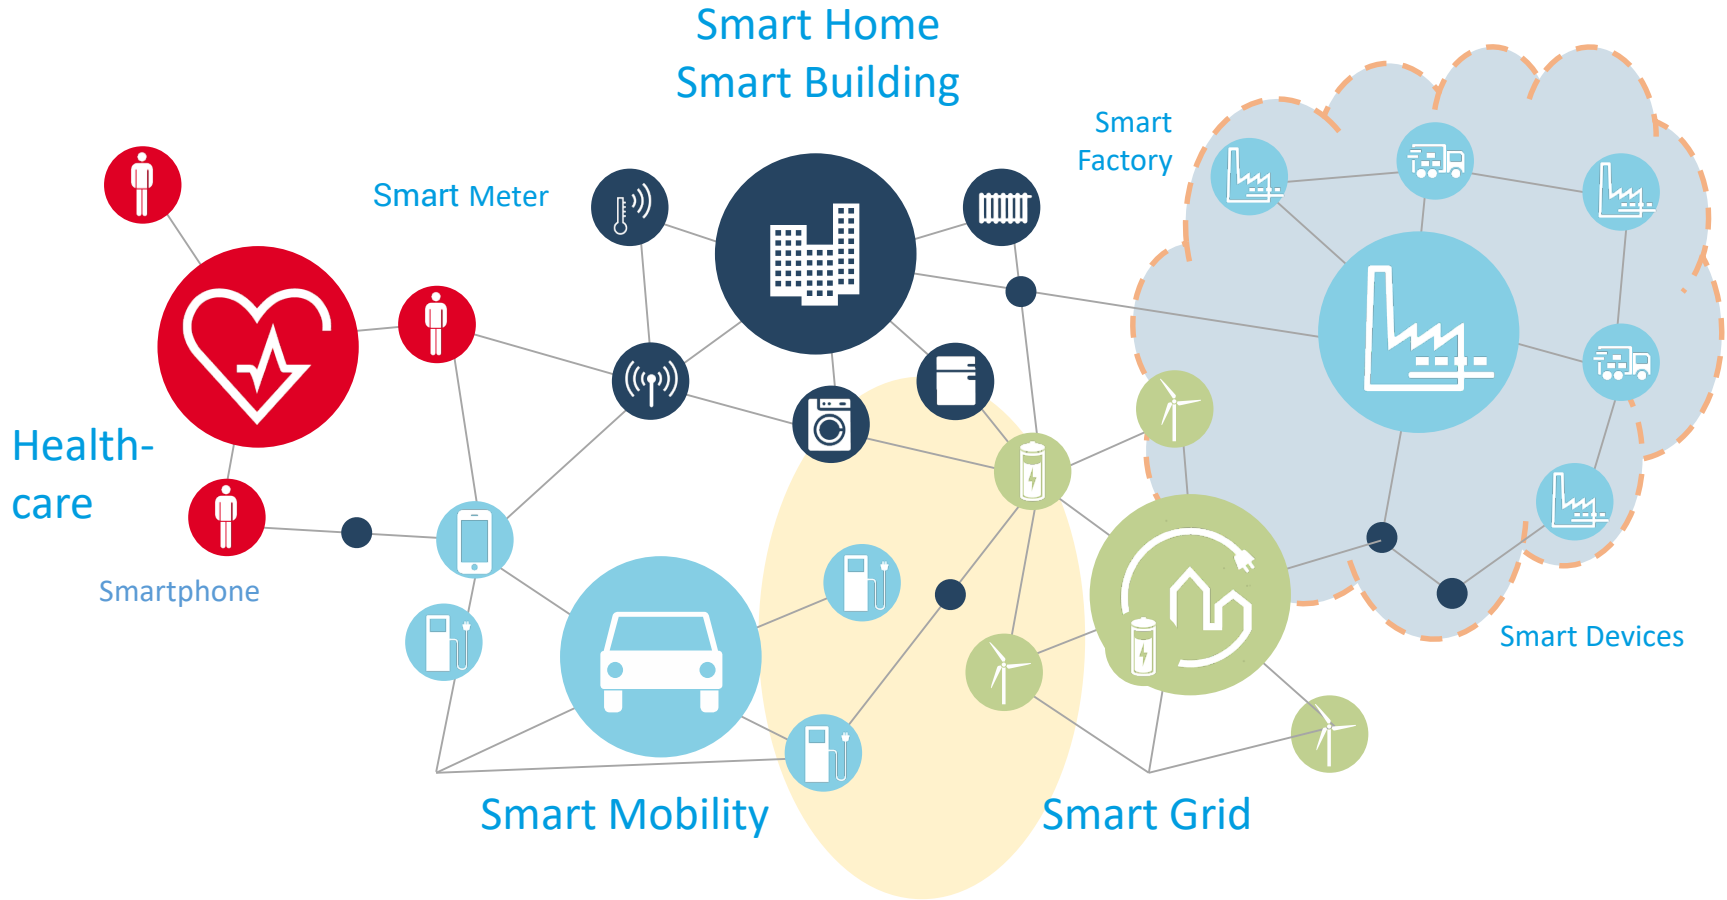 Smart Home
Smart Building
Smart
Factory
Smart Meter
Health-
care
Smartphone
Smart Devices
Smart Mobility
Smart Grid